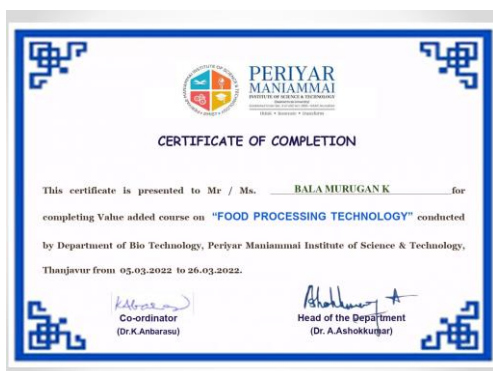 PERIYAR
MANIAMMAI
INSTITUTE OF SCIENCE & TECHNOLOGY
think • innovate • transform
CERTIFICATE OF COMPLETION
This certificate is presented to Mr / Ms. BALA MURUGAN K for
completing Value added course on "FOOD PROCESSING TECHNOLOGY" conducted
by Department of Bio Technology, Periyar Maniammai Institute of Science & Technology,
Thanjavur from 05.03.2022 to 26.03.2022.
Co-ordinator
(Dr.K.Anbarasu)
Head of the Department
(Dr. A.Ashokkumar)